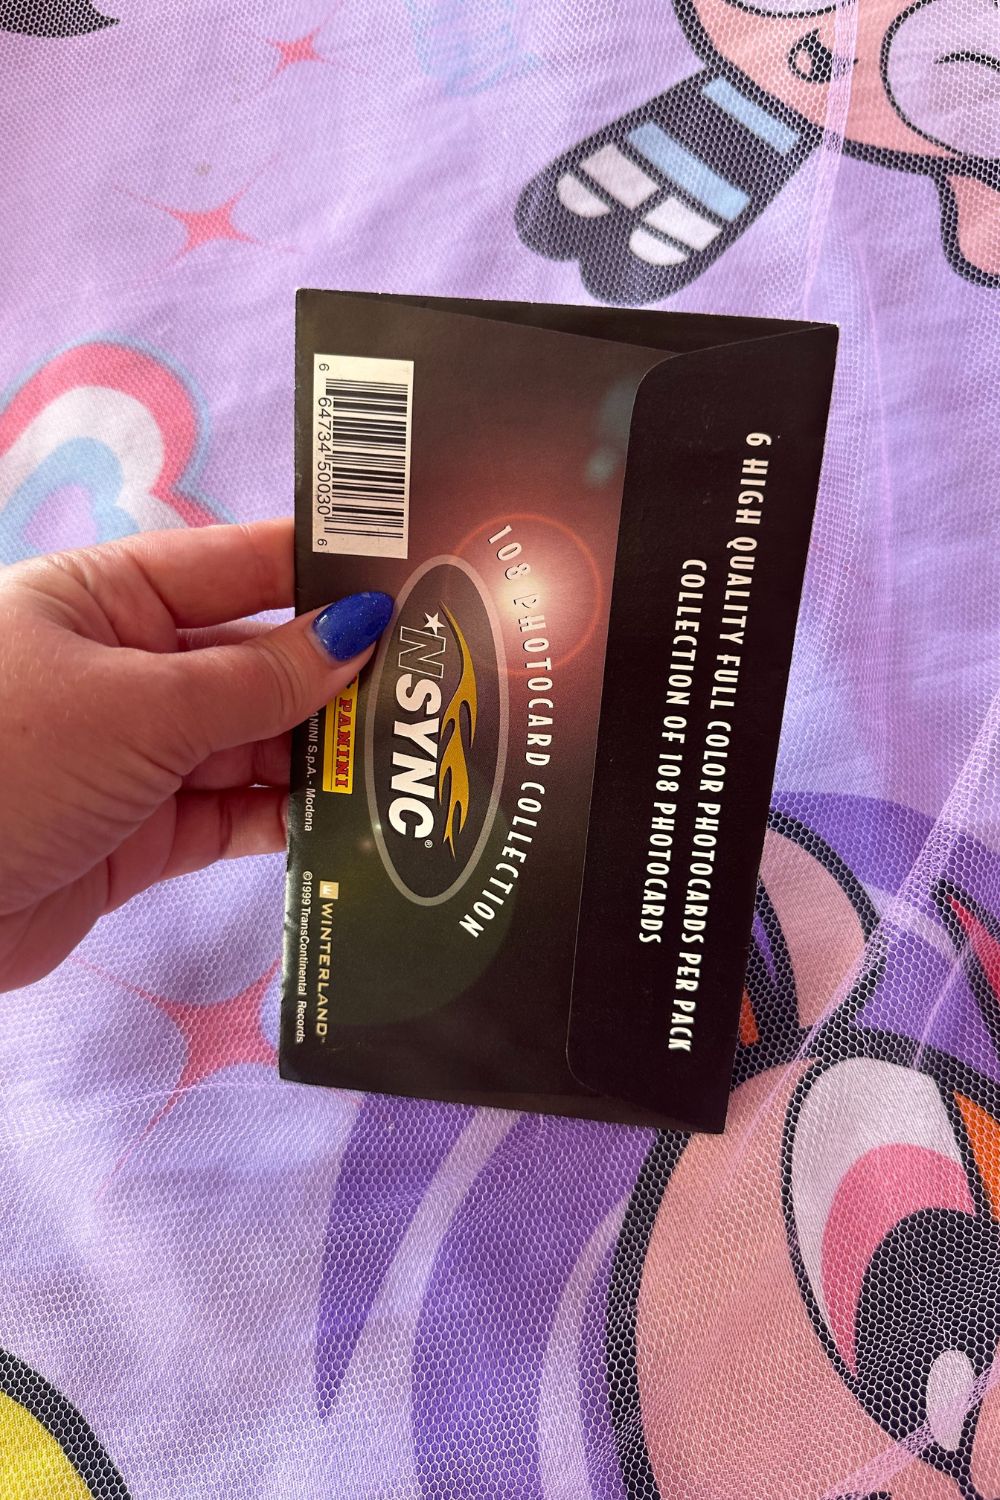 6 HIGH QUALITY FULL COLOR PHOTOCARDS PER PACK
COLLECTION OF 108 PHOTOCARDS
108 PHOTOCARD COLLECTION
*NSYNC®
PANINI
S.p.A. - Modena
WINTERLAND™
©1999 TransContinental Records
6 64734 50030 6